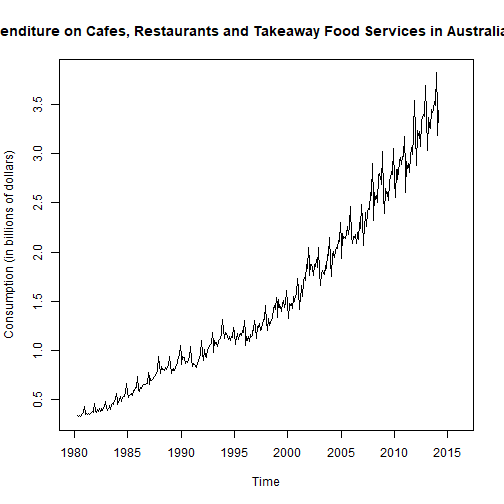 enditure on Cafes, Restaurants and Takeaway Food Services in Australia
Consumption (in billions of dollars)
3.5
3.0
2.5
2.0
1.5
1.0
0.5
1980 1985 1990 1995 2000 2005 2010 2015
Time